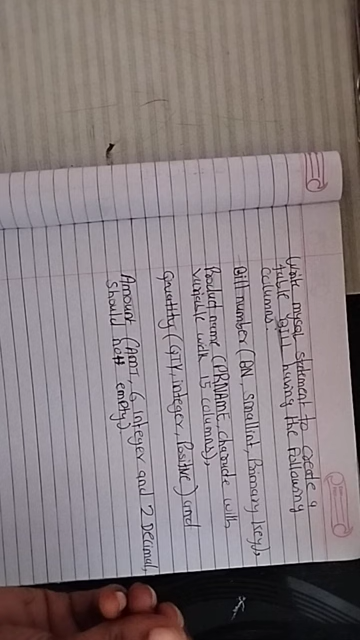 Write mysql statement to create a
table BILL having the following
columns.
Bill number (BN, Smallint, Primary key),
Product name (PRNAME, character with
variable with 15 columns),
Quantity (QTY, integer, Positive) and
Amount (AMT, 6 integer and 2 Decimal,
should not empty)